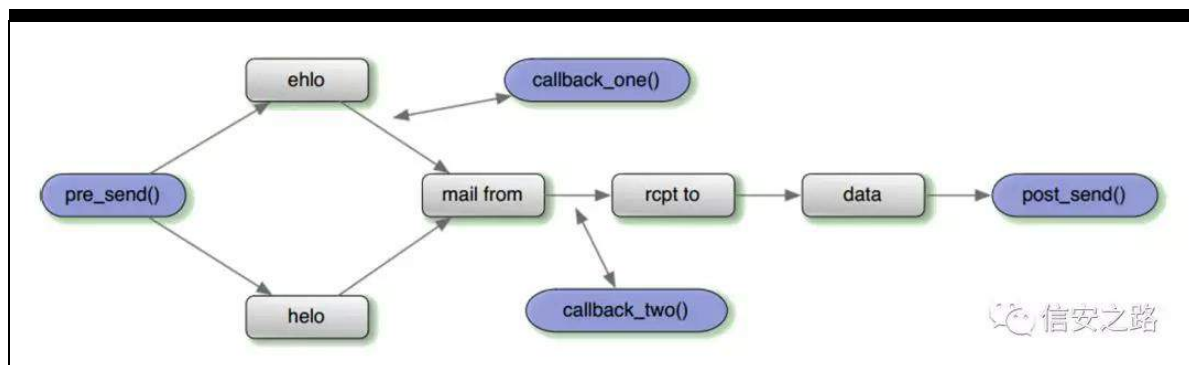 ehlo
callback_one()
pre_send()
mail from
rcpt to
data
post_send()
helo
callback_two()
信安之路